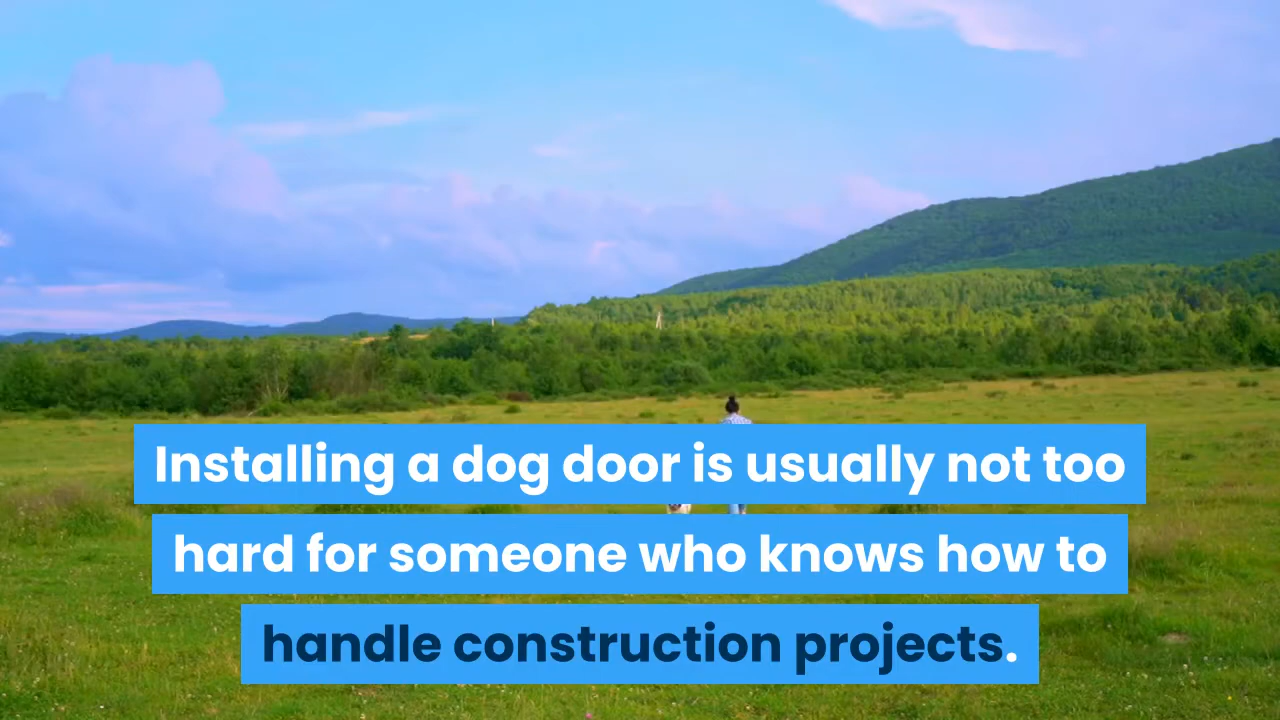 Installing a dog door is usually not too
hard for someone who knows how to
handle construction projects.